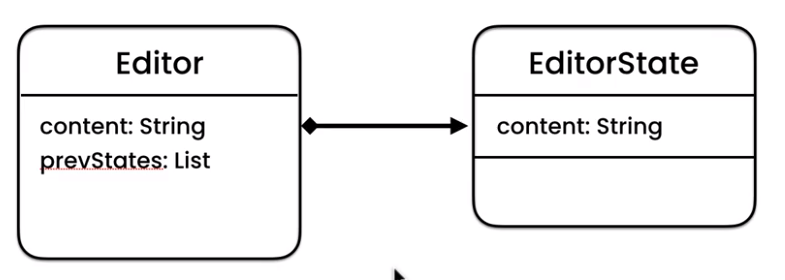 Editor
content: String
prevStates: List
EditorState
content: String